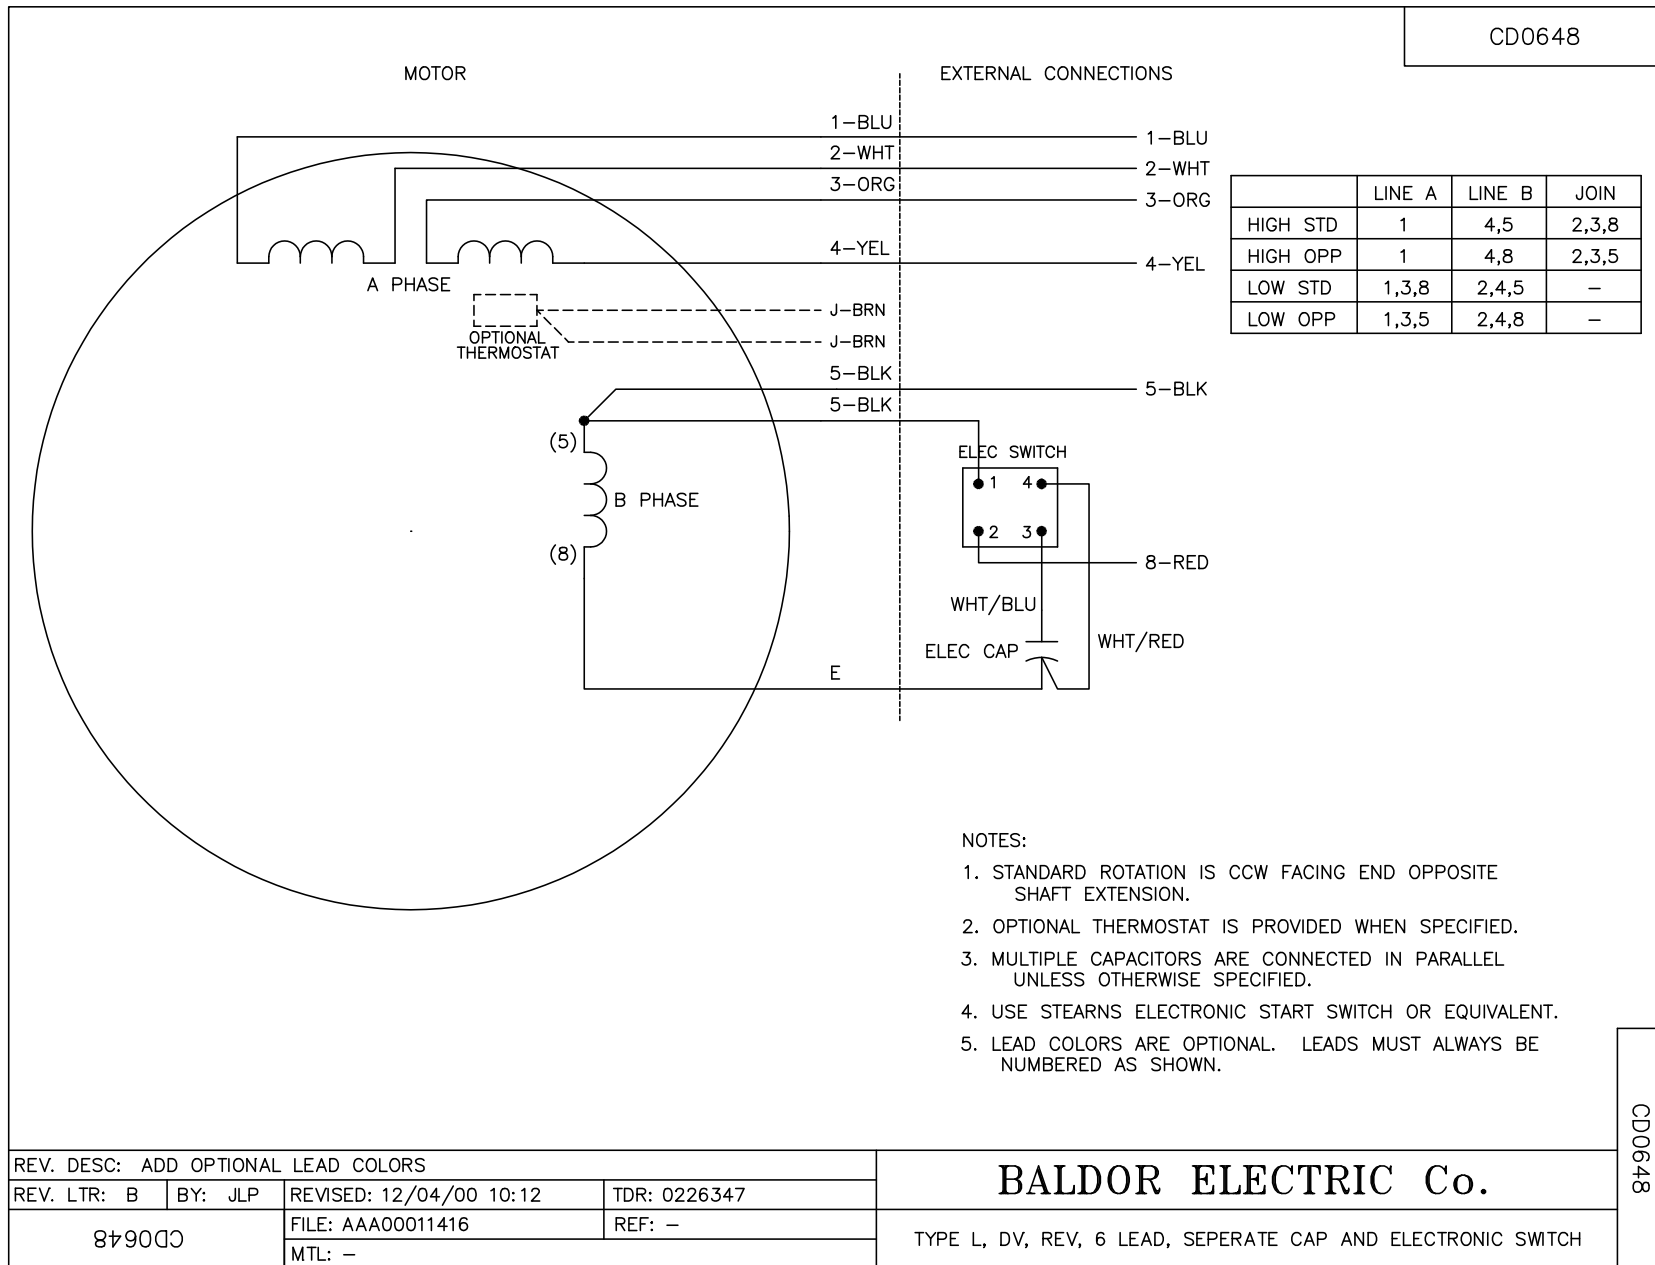 CD0648
MOTOR
EXTERNAL CONNECTIONS
1-BLU
1-BLU
2-WHT
2-WHT
3-ORG
3-ORG
4-YEL
4-YEL
A PHASE
LINE A LINE B JOIN
HIGH STD 1 4,5 2,3,8
HIGH OPP 1 4,8 2,3,5
LOW STD 1,3,8 2,4,5 -
LOW OPP 1,3,5 2,4,8 -
J-BRN
OPTIONAL
THERMOSTAT
J-BRN
5-BLK
5-BLK
5-BLK
(5)
ELEC SWITCH
1 4
B PHASE
2 3
(8)
8-RED
WHT/BLU
ELEC CAP
WHT/RED
E
NOTES:
1. STANDARD ROTATION IS CCW FACING END OPPOSITE
SHAFT EXTENSION.
2. OPTIONAL THERMOSTAT IS PROVIDED WHEN SPECIFIED.
3. MULTIPLE CAPACITORS ARE CONNECTED IN PARALLEL
UNLESS OTHERWISE SPECIFIED.
4. USE STEARNS ELECTRONIC START SWITCH OR EQUIVALENT.
5. LEAD COLORS ARE OPTIONAL. LEADS MUST ALWAYS BE
NUMBERED AS SHOWN.
CD0648
REV. DESC: ADD OPTIONAL LEAD COLORS
REV. LTR: B BY: JLP REVISED: 12/04/00 10:12 TDR: 0226347
CD0648
FILE: AAA00011416 REF: -
MTL: -
BALDOR ELECTRIC Co.
TYPE L, DV, REV, 6 LEAD, SEPERATE CAP AND ELECTRONIC SWITCH